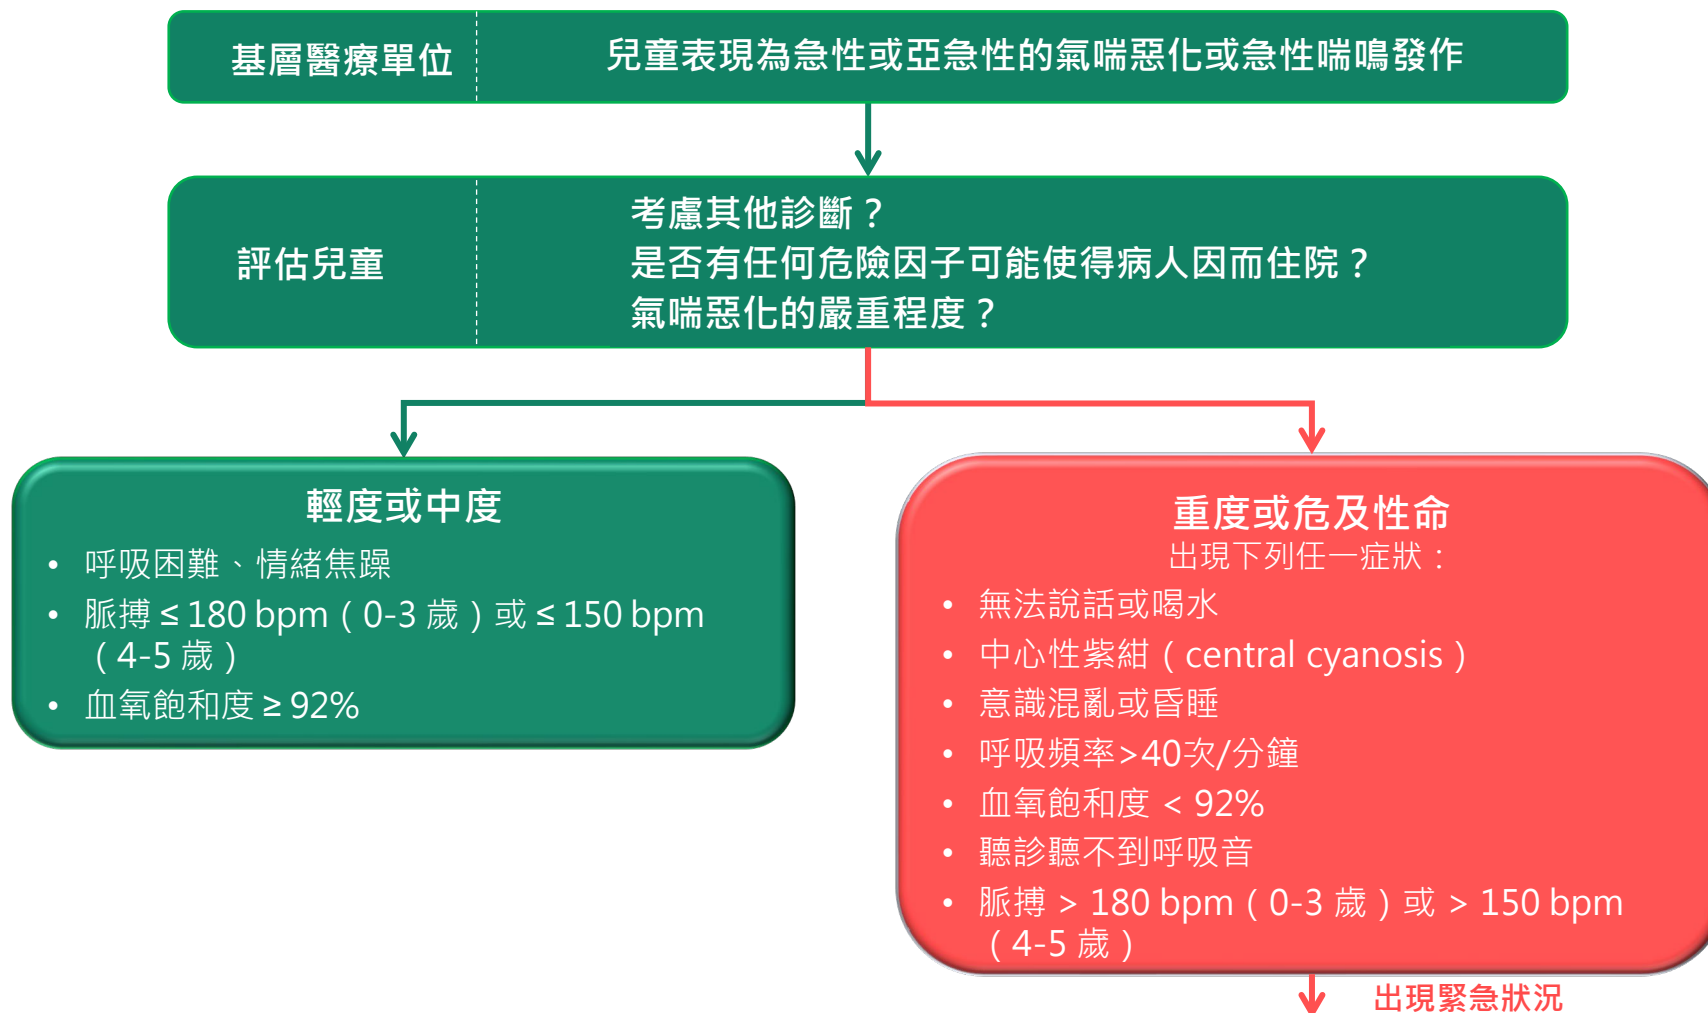 基層醫療單位
兒童表現為急性或亞急性的氣喘惡化或急性喘鳴發作
評估兒童
考慮其他診斷？
是否有任何危險因子可能使得病人因而住院？
氣喘惡化的嚴重程度？
輕度或中度
• 呼吸困難、情緒焦躁
• 脈搏 ≤ 180 bpm（0-3 歲）或 ≤ 150 bpm
（4-5 歲）
• 血氧飽和度 ≥ 92%
重度或危及性命
出現下列任一症狀：
• 無法說話或喝水
• 中心性紫紺（central cyanosis）
• 意識混亂或昏睡
• 呼吸頻率>40次/分鐘
• 血氧飽和度 < 92%
• 聽診聽不到呼吸音
• 脈搏 > 180 bpm（0-3 歲）或 > 150 bpm
（4-5 歲）
出現緊急狀況